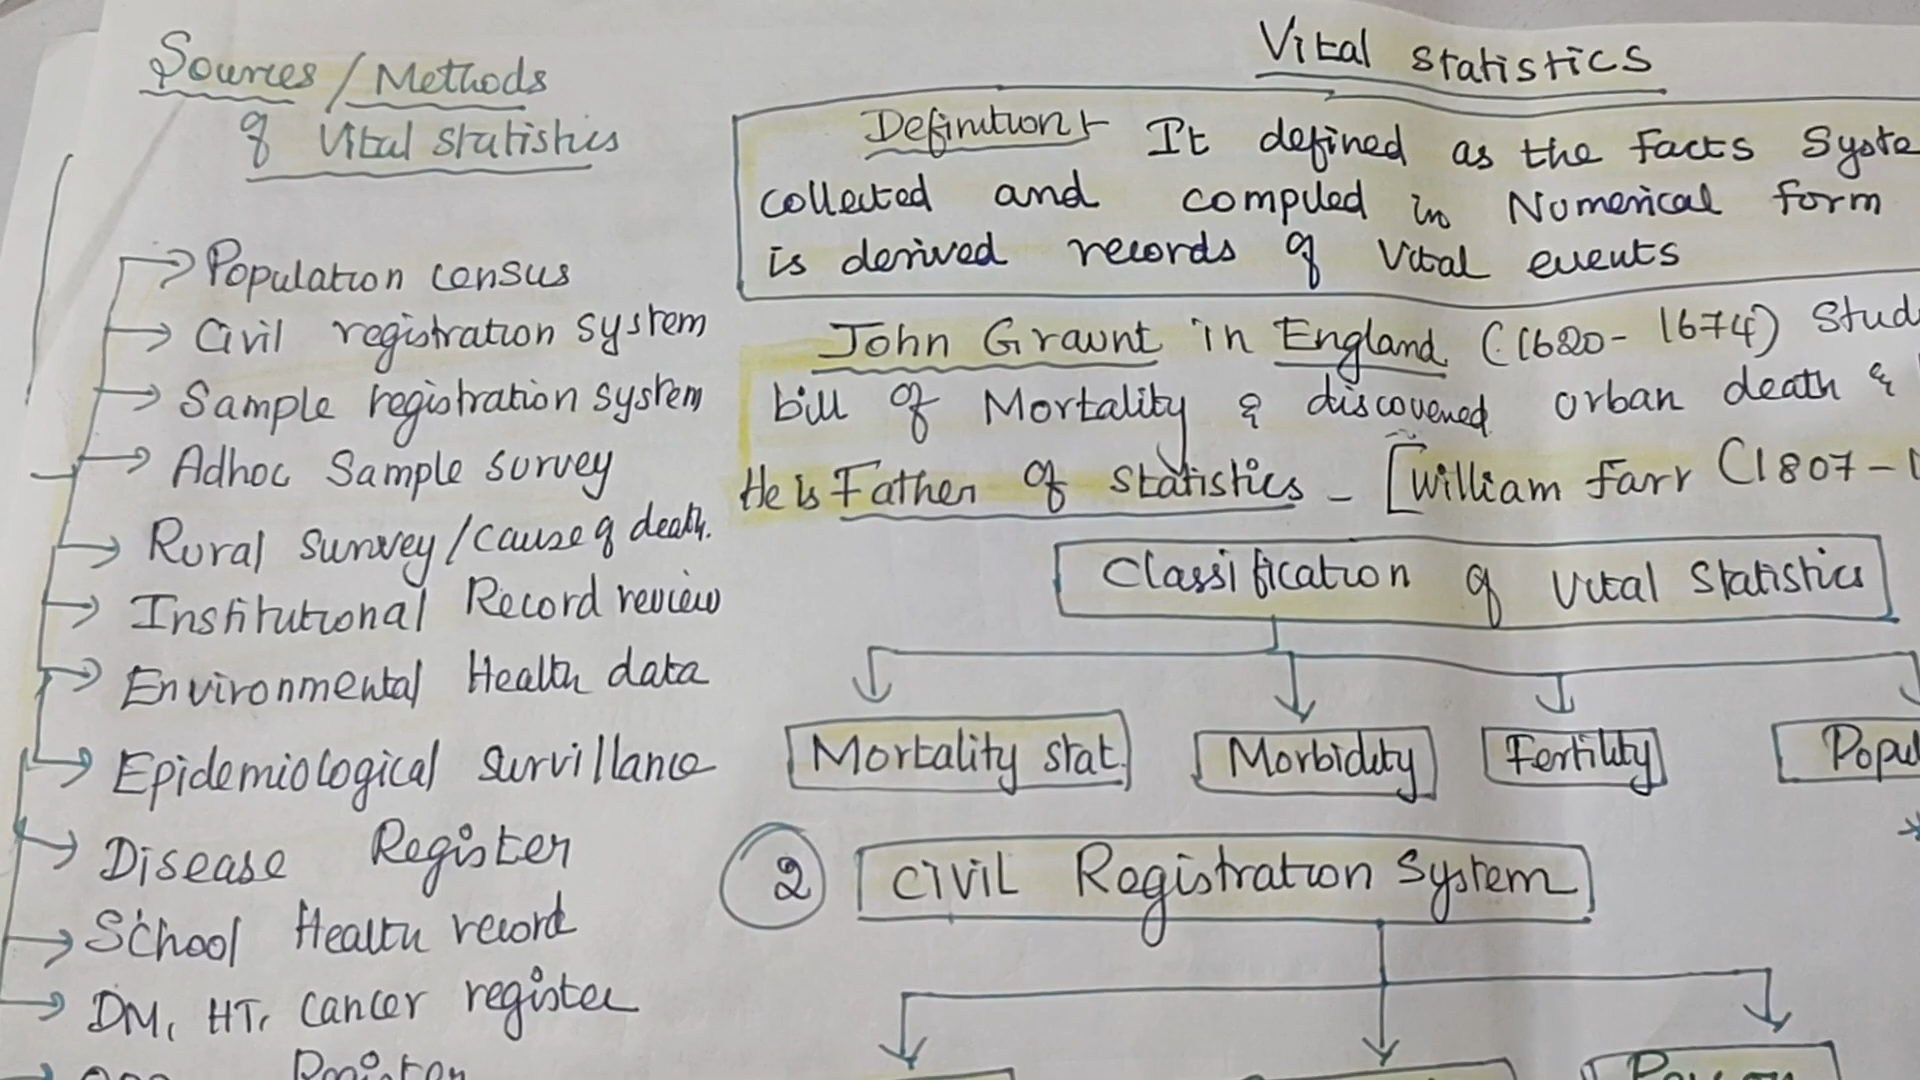 Sources / Methods
of Vital statistics
Population census
Civil registration system
Sample registration system
Adhoc Sample survey
Rural Survey / cause of death.
Institutional Record review
Environmental Health data
Epidemiological survillance
Disease Register
School Health record
DM, HT, cancer register
Register
Vital statistics
Definition:- It defined as the facts Syste
collected and compiled in Numerical form
is derived records of Vital events
John Graunt in England (1620-1674) Stud
bill of Mortality & discovered urban death &
He is Father of Statistics - [William Farr (1807-1
Classification of Vital Statistics
Mortality stat.
Morbidity
Fertility
Popul
2
Civil Registration System